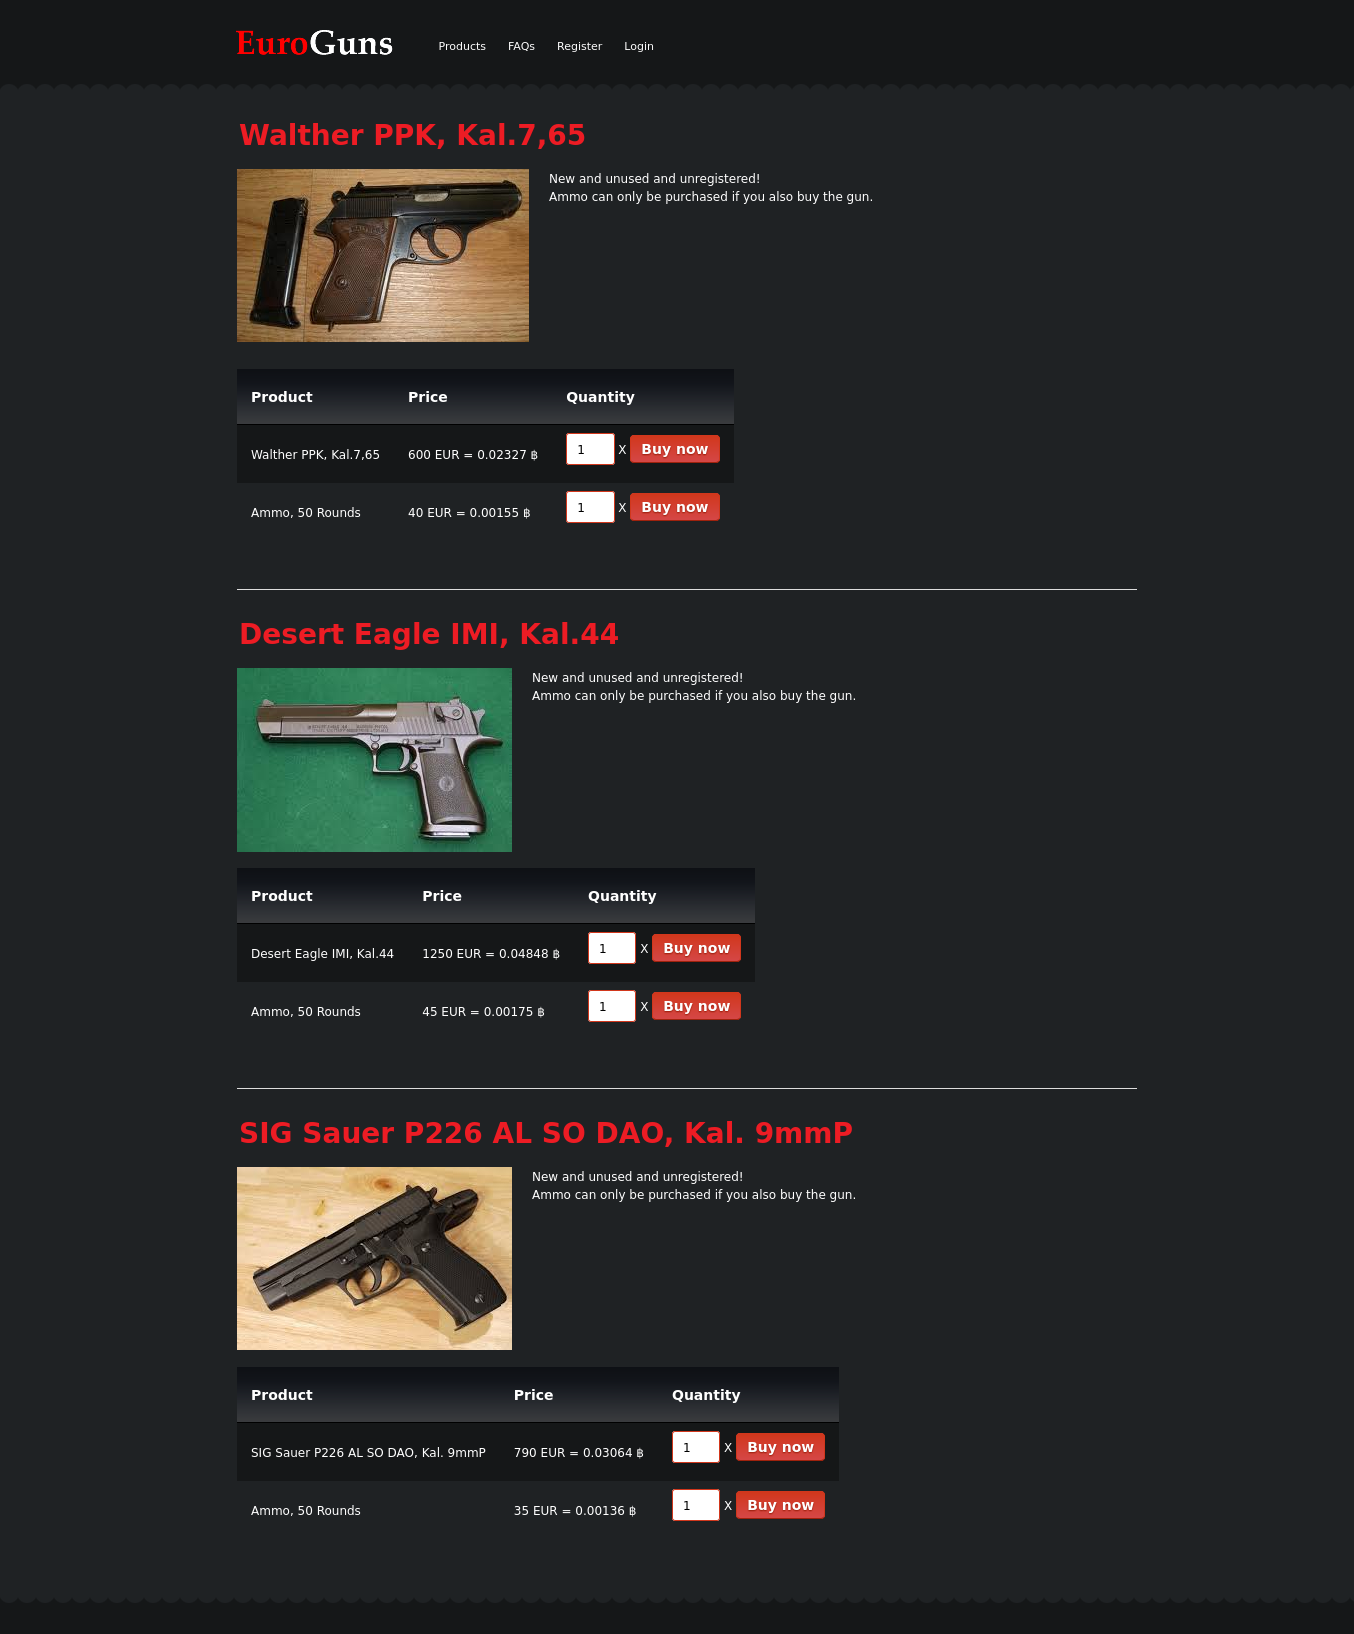 EuroGuns
Products FAQs Register Login
Walther PPK, Kal.7,65
New and unused and unregistered!
Ammo can only be purchased if you also buy the gun.
Product Price Quantity
Walther PPK, Kal.7,65 600 EUR = 0.02327 ฿ 1 X Buy now
Ammo, 50 Rounds 40 EUR = 0.00155 ฿ 1 X Buy now
Desert Eagle IMI, Kal.44
New and unused and unregistered!
Ammo can only be purchased if you also buy the gun.
Product Price Quantity
Desert Eagle IMI, Kal.44 1250 EUR = 0.04848 ฿ 1 X Buy now
Ammo, 50 Rounds 45 EUR = 0.00175 ฿ 1 X Buy now
SIG Sauer P226 AL SO DAO, Kal. 9mmP
New and unused and unregistered!
Ammo can only be purchased if you also buy the gun.
Product Price Quantity
SIG Sauer P226 AL SO DAO, Kal. 9mmP 790 EUR = 0.03064 ฿ 1 X Buy now
Ammo, 50 Rounds 35 EUR = 0.00136 ฿ 1 X Buy now